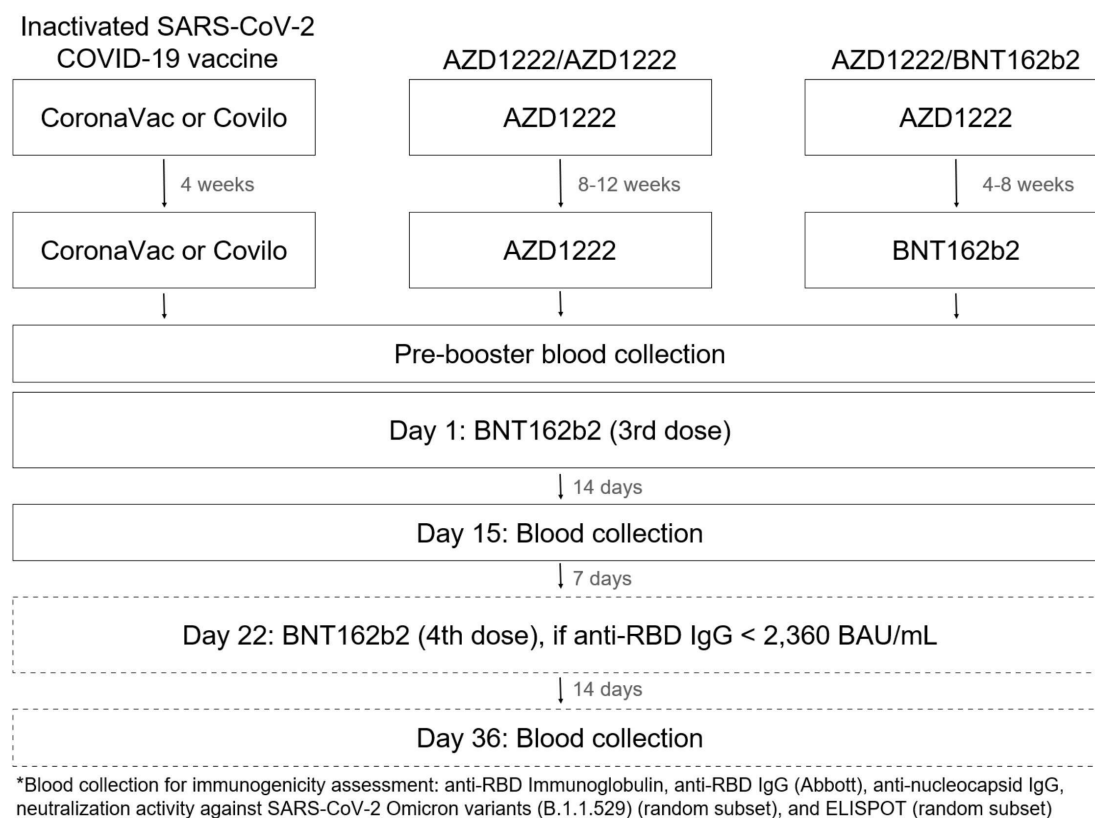 Inactivated SARS-CoV-2
COVID-19 vaccine
AZD1222/AZD1222
AZD1222/BNT162b2
CoronaVac or Covilo
AZD1222
AZD1222
4 weeks
8-12 weeks
4-8 weeks
CoronaVac or Covilo
AZD1222
BNT162b2
Pre-booster blood collection
Day 1: BNT162b2 (3rd dose)
14 days
Day 15: Blood collection
7 days
Day 22: BNT162b2 (4th dose), if anti-RBD IgG < 2,360 BAU/mL
14 days
Day 36: Blood collection
*Blood collection for immunogenicity assessment: anti-RBD Immunoglobulin, anti-RBD IgG (Abbott), anti-nucleocapsid IgG,
neutralization activity against SARS-CoV-2 Omicron variants (B.1.1.529) (random subset), and ELISPOT (random subset)